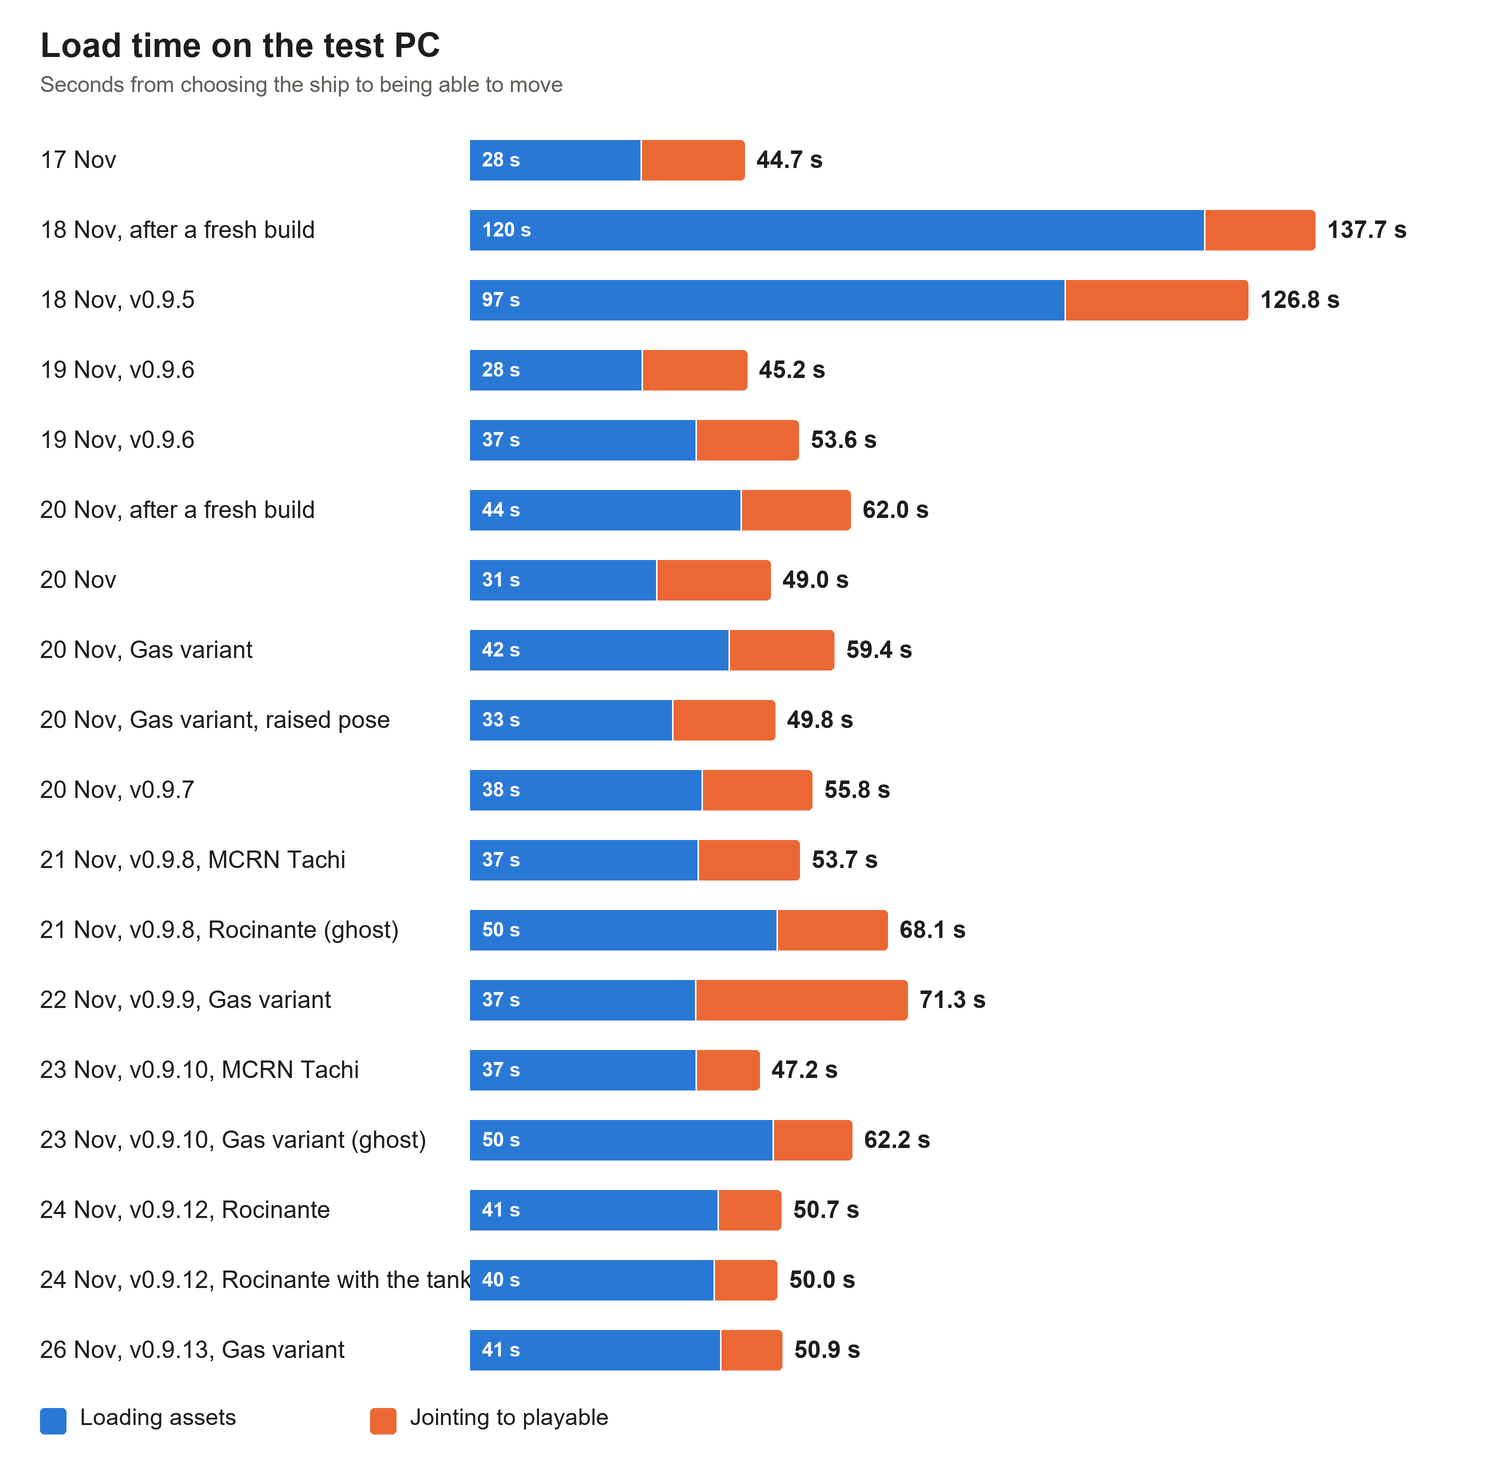 Load time on the test PC
Seconds from choosing the ship to being able to move
17 Nov 28 s 44.7 s
18 Nov, after a fresh build 120 s 137.7 s
18 Nov, v0.9.5 97 s 126.8 s
19 Nov, v0.9.6 28 s 45.2 s
19 Nov, v0.9.6 37 s 53.6 s
20 Nov, after a fresh build 44 s 62.0 s
20 Nov 31 s 49.0 s
20 Nov, Gas variant 42 s 59.4 s
20 Nov, Gas variant, raised pose 33 s 49.8 s
20 Nov, v0.9.7 38 s 55.8 s
21 Nov, v0.9.8, MCRN Tachi 37 s 53.7 s
21 Nov, v0.9.8, Rocinante (ghost) 50 s 68.1 s
22 Nov, v0.9.9, Gas variant 37 s 71.3 s
23 Nov, v0.9.10, MCRN Tachi 37 s 47.2 s
23 Nov, v0.9.10, Gas variant (ghost) 50 s 62.2 s
24 Nov, v0.9.12, Rocinante 41 s 50.7 s
24 Nov, v0.9.12, Rocinante with the tank 40 s 50.0 s
26 Nov, v0.9.13, Gas variant 41 s 50.9 s
Loading assets Jointing to playable